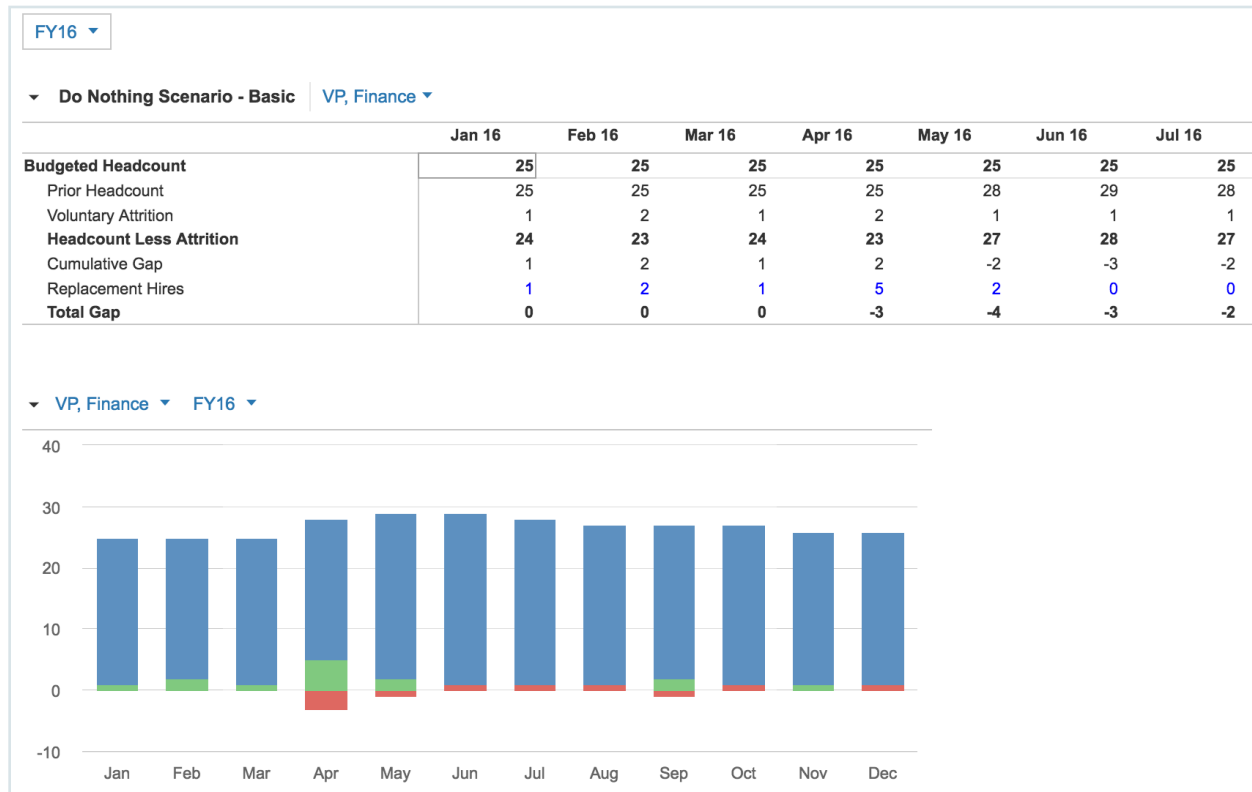 FY16
Do Nothing Scenario - Basic VP, Finance
Jan 16 Feb 16 Mar 16 Apr 16 May 16 Jun 16 Jul 16
Budgeted Headcount 25 25 25 25 25 25 25
Prior Headcount 25 25 25 25 28 29 28
Voluntary Attrition 1 2 1 2 1 1 1
Headcount Less Attrition 24 23 24 23 27 28 27
Cumulative Gap 1 2 1 2 -2 -3 -2
Replacement Hires 1 2 1 5 2 0 0
Total Gap 0 0 0 -3 -4 -3 -2
VP, Finance FY16
40
30
20
10
0
-10
Jan Feb Mar Apr May Jun Jul Aug Sep Oct Nov Dec